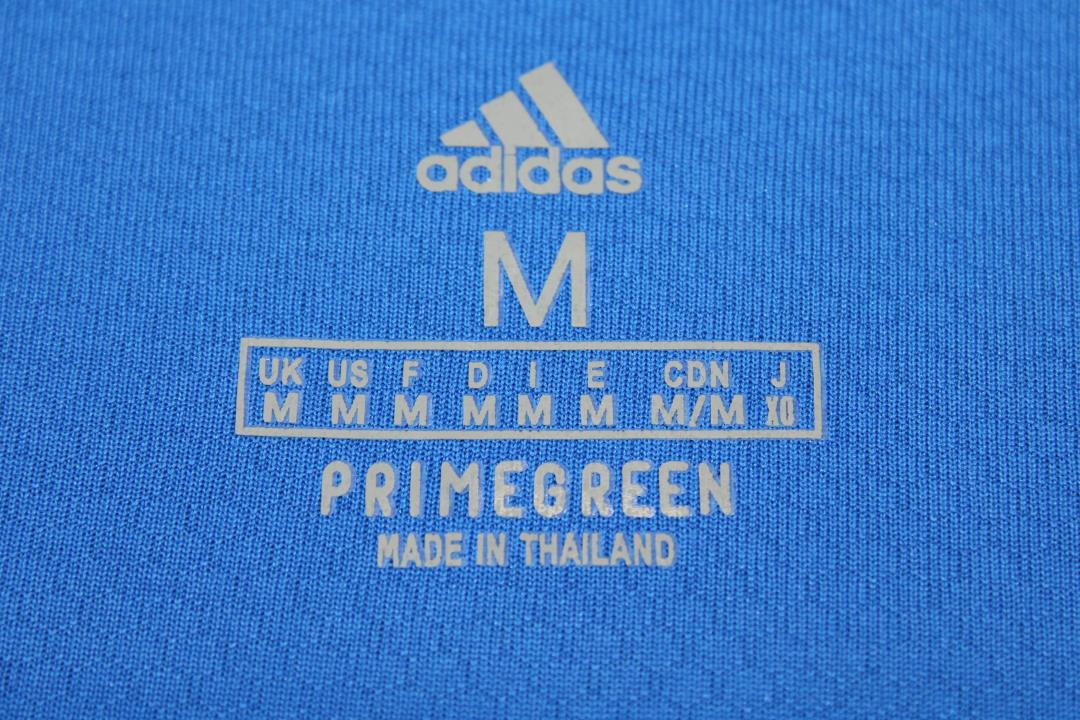 adidas
M
UK US F D I E CDN J
M M M M M M M/M XO
PRIMEGREEN
MADE IN THAILAND